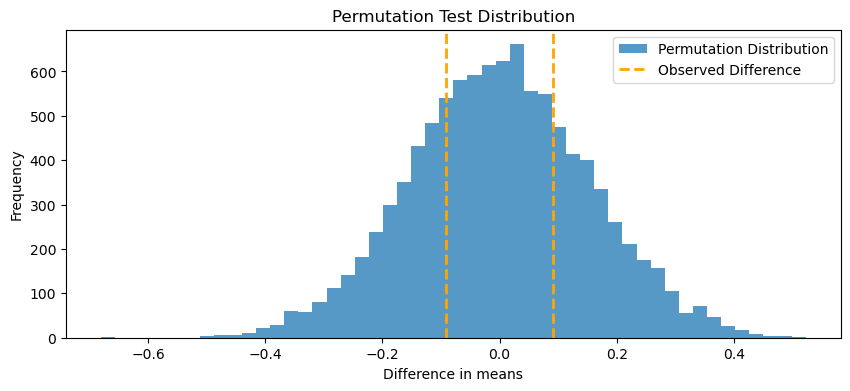 Permutation Test Distribution
Permutation Distribution
Observed Difference
Frequency
600
500
400
300
200
100
0
−0.6
−0.4
−0.2
0.0
0.2
0.4
Difference in means